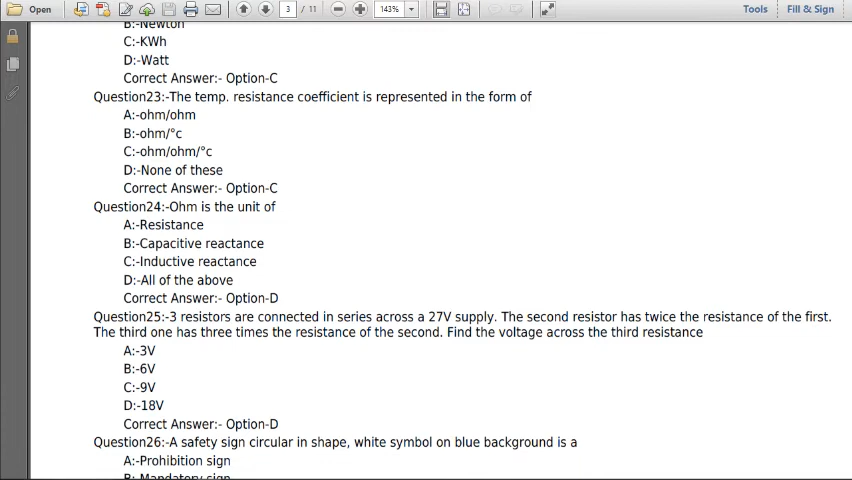 Open
3 / 11
143%
Tools
Fill & Sign
B:-Newton
C:-KWh
D:-Watt
Correct Answer:- Option-C
Question23:-The temp. resistance coefficient is represented in the form of
A:-ohm/ohm
B:-ohm/°c
C:-ohm/ohm/°c
D:-None of these
Correct Answer:- Option-C
Question24:-Ohm is the unit of
A:-Resistance
B:-Capacitive reactance
C:-Inductive reactance
D:-All of the above
Correct Answer:- Option-D
Question25:-3 resistors are connected in series across a 27V supply. The second resistor has twice the resistance of the first.
The third one has three times the resistance of the second. Find the voltage across the third resistance
A:-3V
B:-6V
C:-9V
D:-18V
Correct Answer:- Option-D
Question26:-A safety sign circular in shape, white symbol on blue background is a
A:-Prohibition sign
B:-Mandatory sign